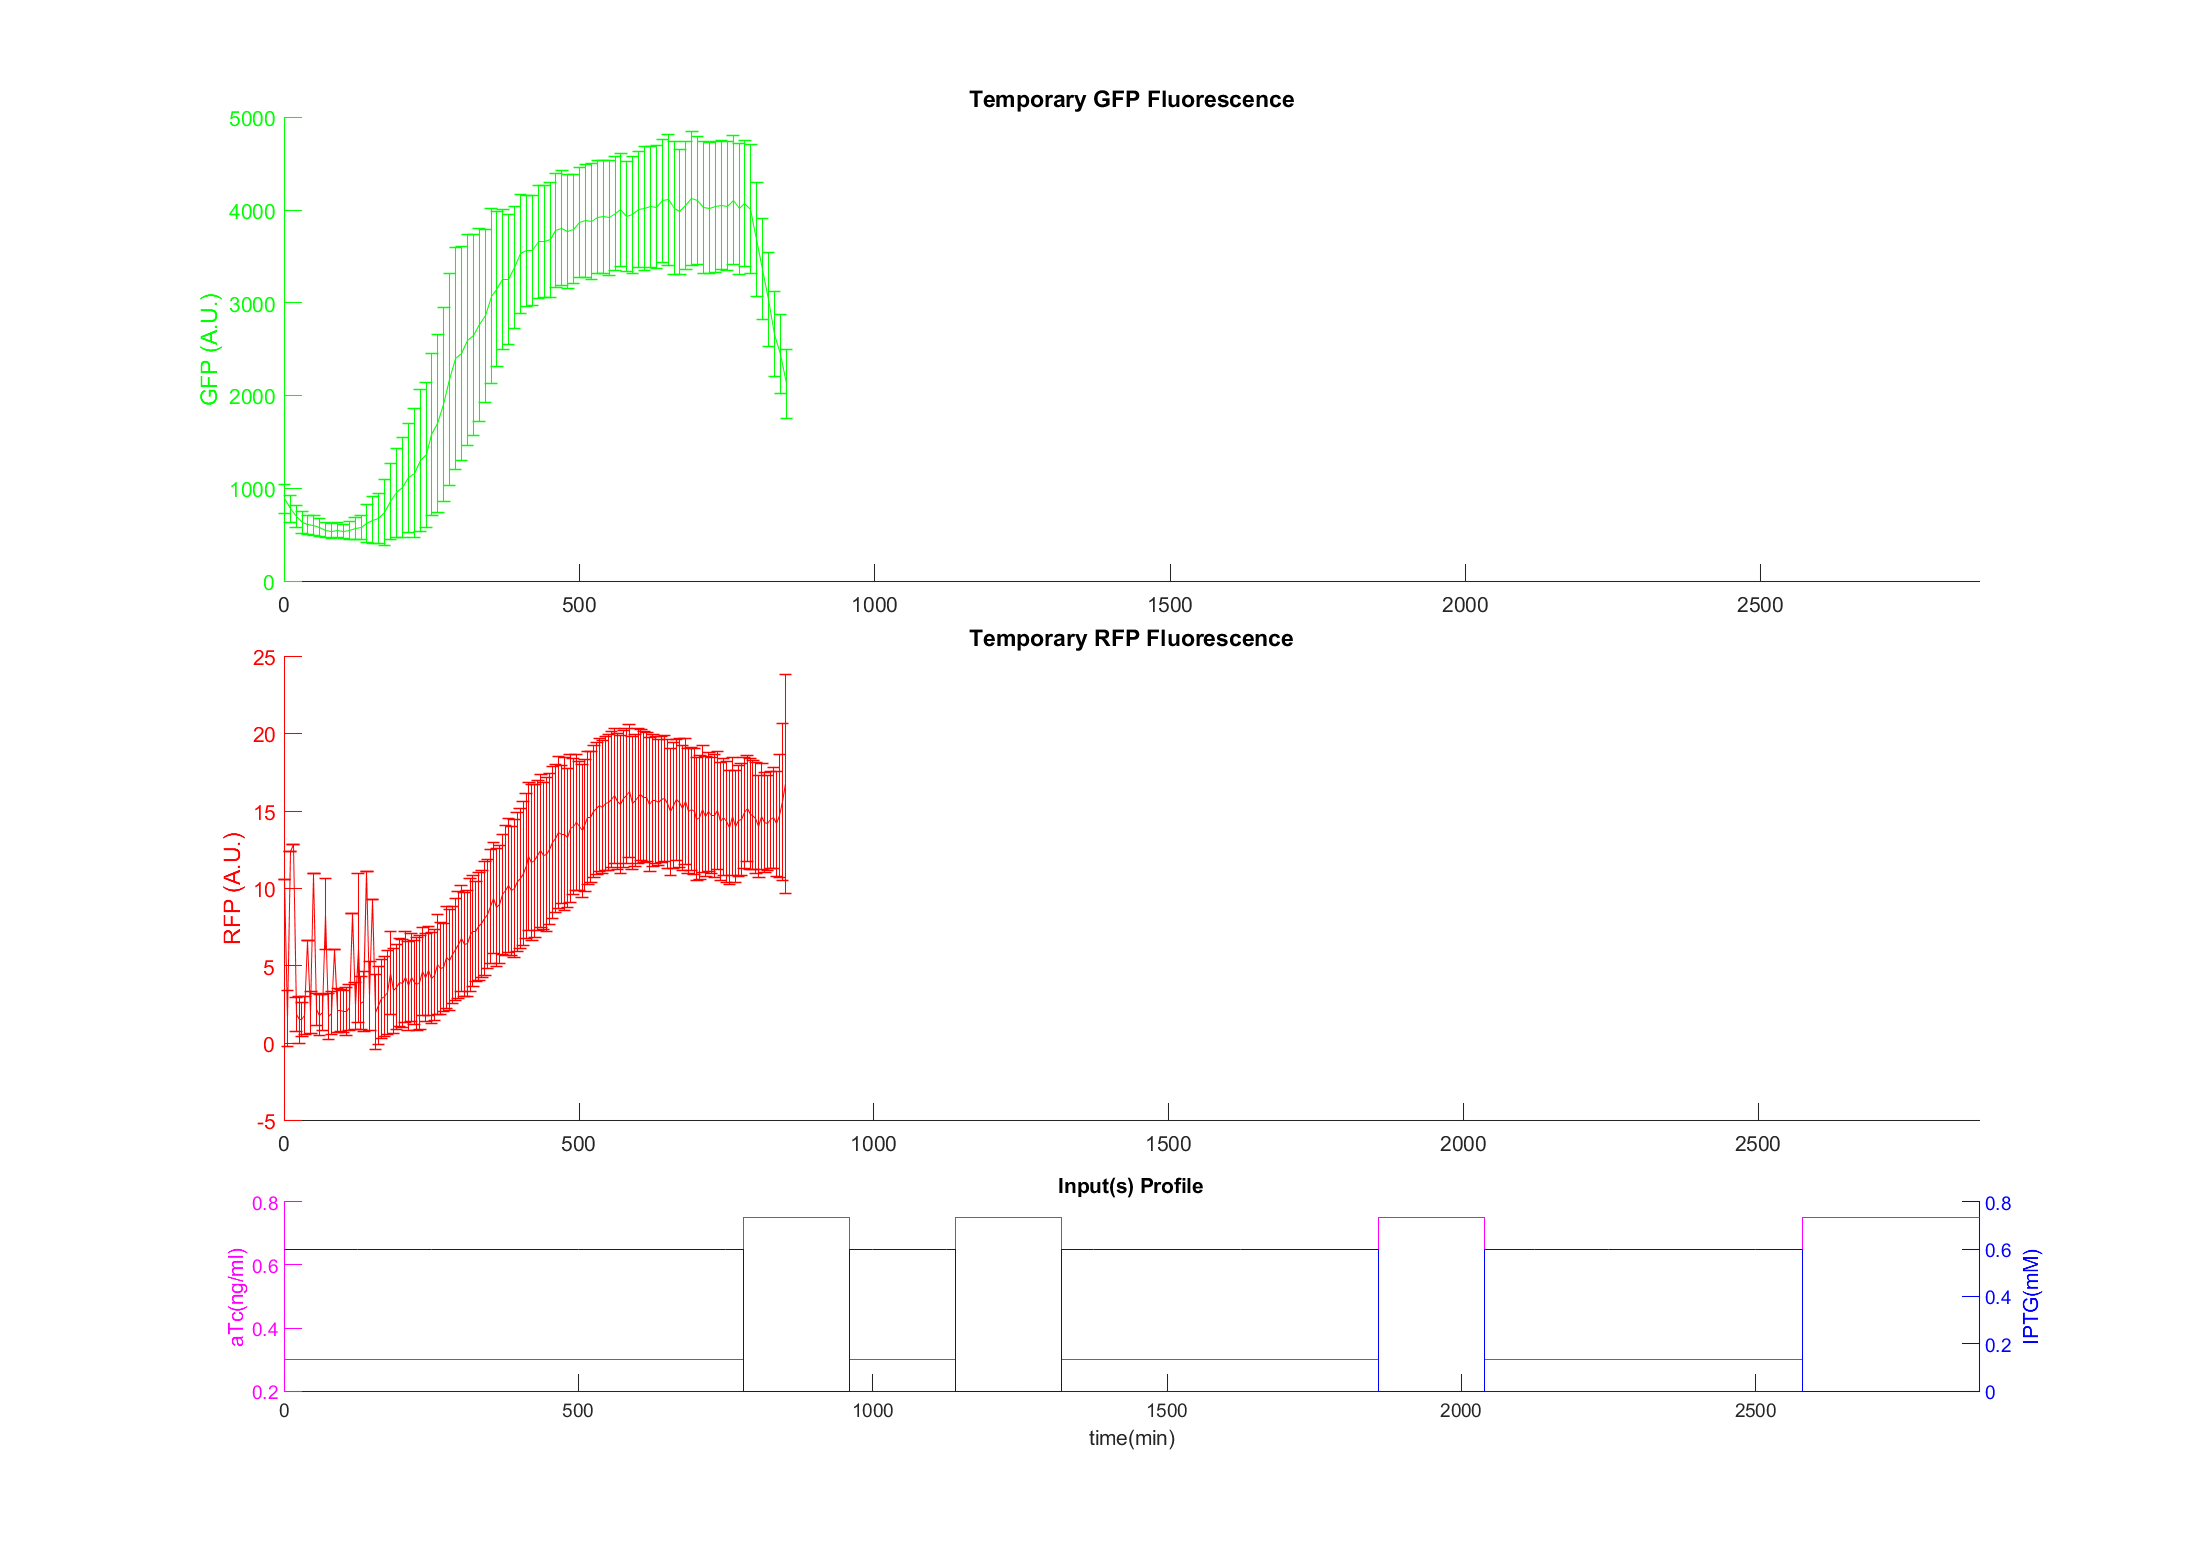 Temporary GFP Fluorescence
5000
4000
3000
2000
1000
0
GFP (A.U.)
0 500 1000 1500 2000 2500
Temporary RFP Fluorescence
25
20
15
10
5
0
-5
RFP (A.U.)
0 500 1000 1500 2000 2500
Input(s) Profile
0.8
0.6
0.4
0.2
aTc(ng/ml)
0.8
0.6
0.4
0.2
0
IPTG(mM)
0 500 1000 1500 2000 2500
time(min)